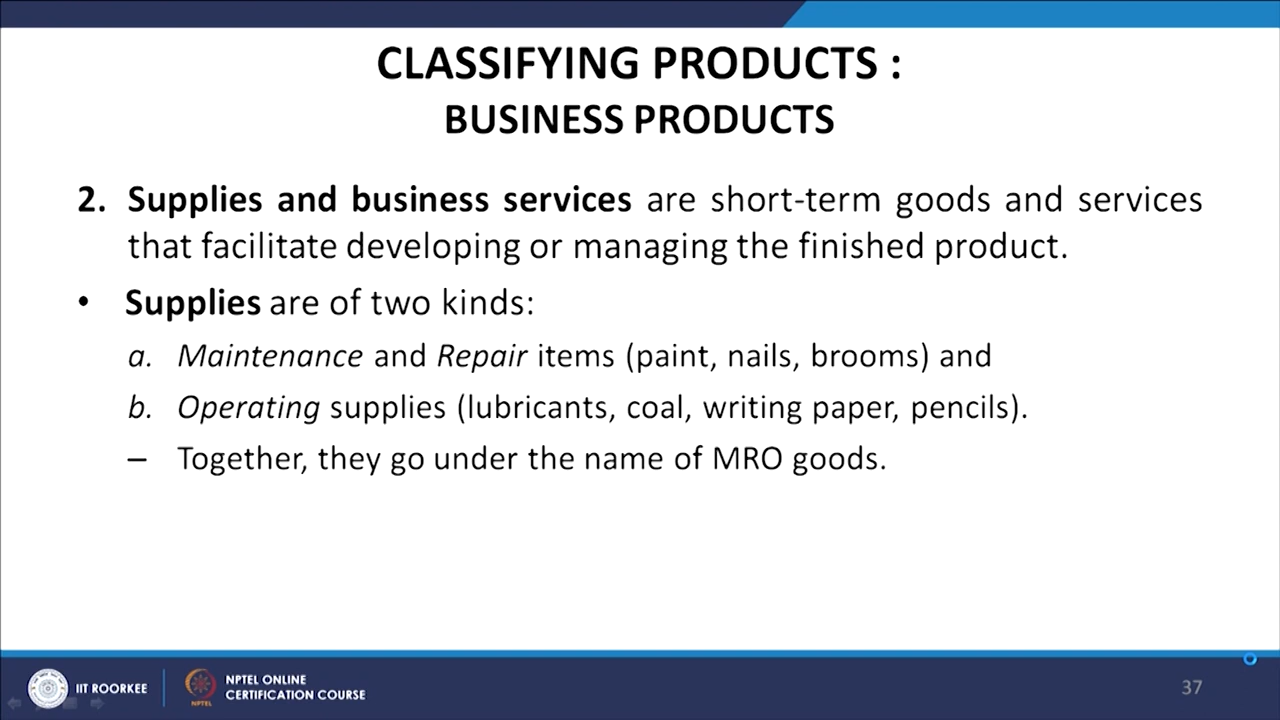 CLASSIFYING PRODUCTS :
BUSINESS PRODUCTS
2. Supplies and business services are short-term goods and services
that facilitate developing or managing the finished product.
• Supplies are of two kinds:
a. Maintenance and Repair items (paint, nails, brooms) and
b. Operating supplies (lubricants, coal, writing paper, pencils).
– Together, they go under the name of MRO goods.
IIT ROORKEE
NPTEL
NPTEL ONLINE
CERTIFICATION COURSE
37